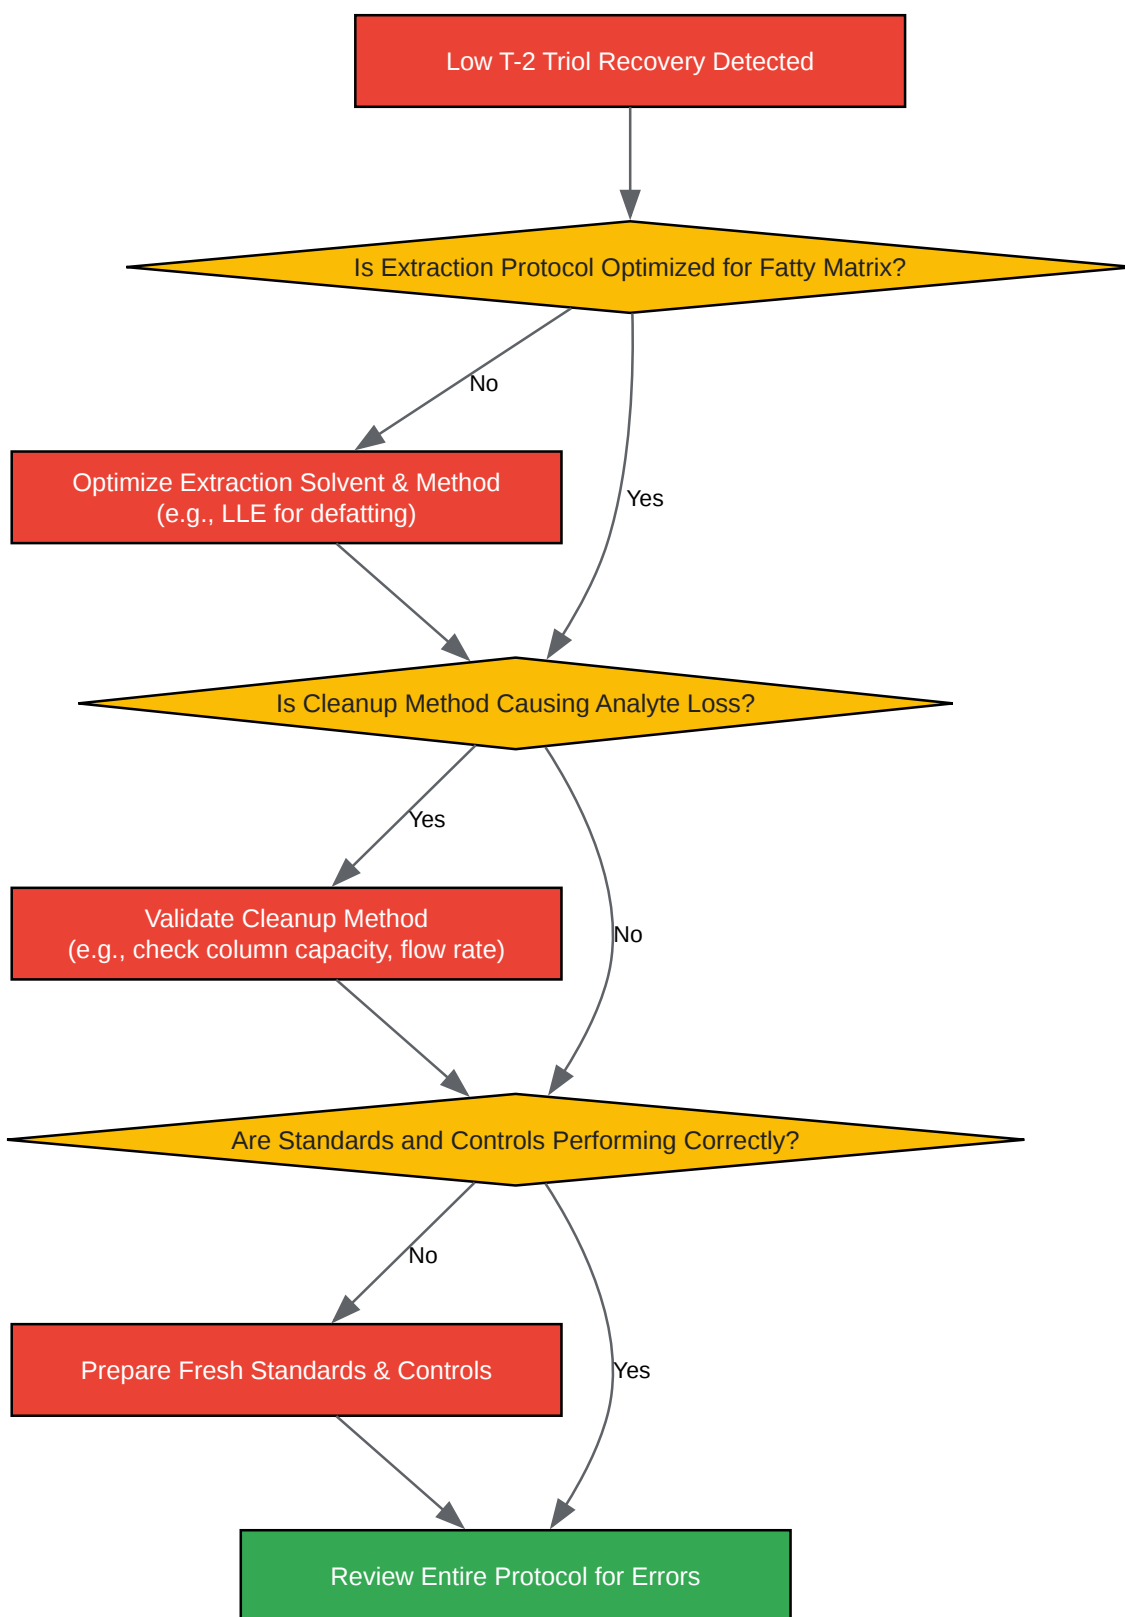 Low T-2 Triol Recovery Detected
Is Extraction Protocol Optimized for Fatty Matrix?
No
Optimize Extraction Solvent & Method
(e.g., LLE for defatting)
Yes
Is Cleanup Method Causing Analyte Loss?
Yes
Validate Cleanup Method
(e.g., check column capacity, flow rate)
No
Are Standards and Controls Performing Correctly?
No
Prepare Fresh Standards & Controls
Yes
Review Entire Protocol for Errors